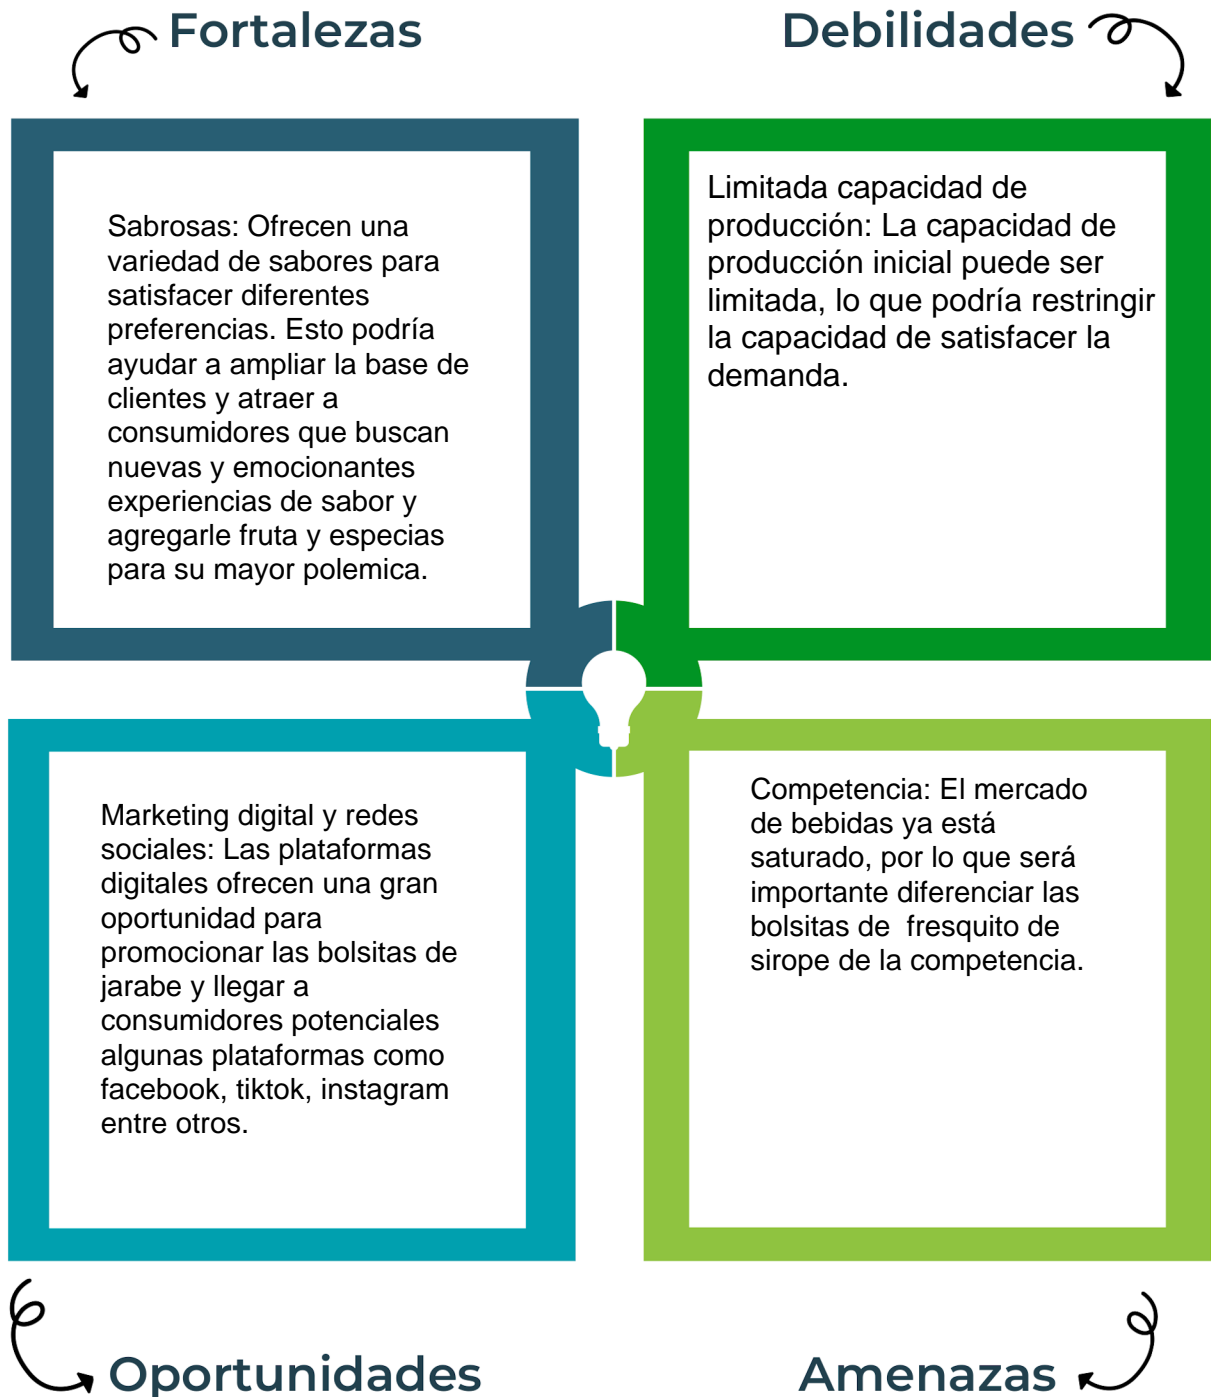 Fortalezas
Sabrosas: Ofrecen una
variedad de sabores para
satisfacer diferentes
preferencias. Esto podría
ayudar a ampliar la base de
clientes y atraer a
consumidores que buscan
nuevas y emocionantes
experiencias de sabor y
agregarle fruta y especias
para su mayor polemica.
Debilidades
Limitada capacidad de
producción: La capacidad de
producción inicial puede ser
limitada, lo que podría restringir
la capacidad de satisfacer la
demanda.
Marketing digital y redes
sociales: Las plataformas
digitales ofrecen una gran
oportunidad para
promocionar las bolsitas de
jarabe y llegar a
consumidores potenciales
algunas plataformas como
facebook, tiktok, instagram
entre otros.
Oportunidades
Competencia: El mercado
de bebidas ya está
saturado, por lo que será
importante diferenciar las
bolsitas de  fresquito de
sirope de la competencia.
Amenazas